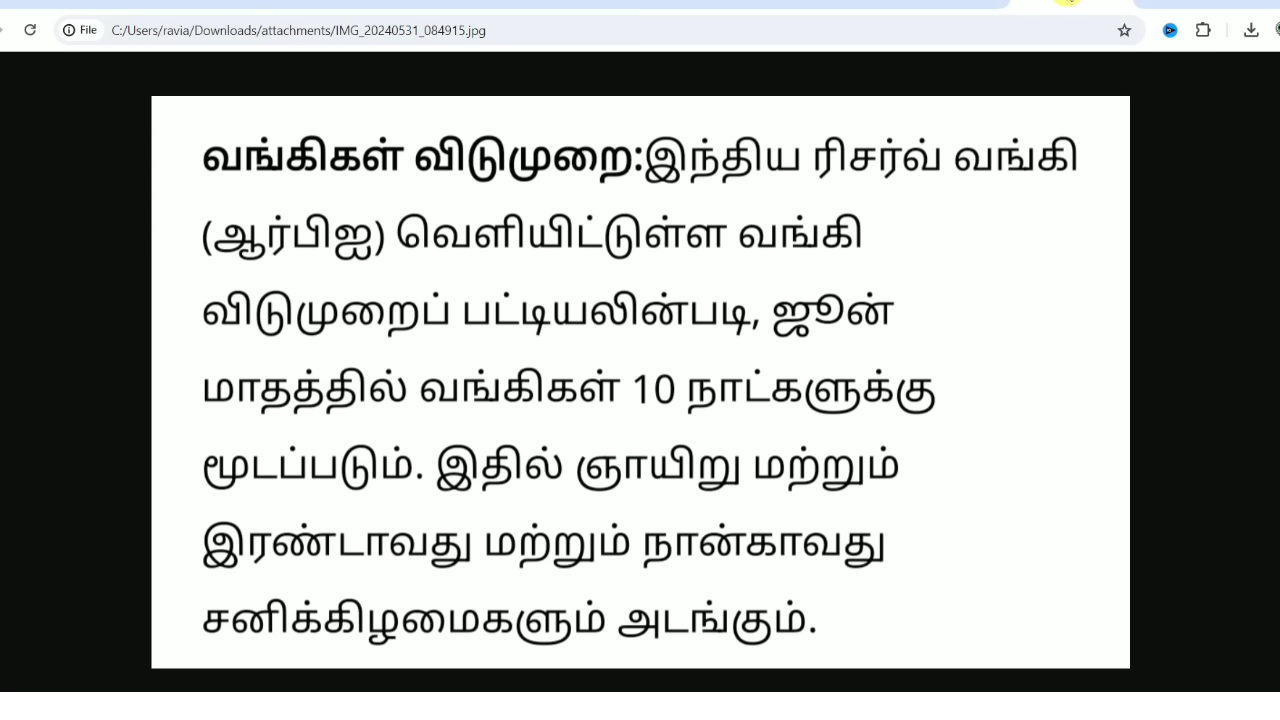 File
C:/Users/ravia/Downloads/attachments/IMG_20240531_084915.jpg
வங்கிகள் விடுமுறை:இந்திய ரிசர்வ் வங்கி
(ஆர்பிஐ) வெளியிட்டுள்ள வங்கி
விடுமுறைப் பட்டியலின்படி, ஜூன்
மாதத்தில் வங்கிகள் 10 நாட்களுக்கு
மூடப்படும். இதில் ஞாயிறு மற்றும்
இரண்டாவது மற்றும் நான்காவது
சனிக்கிழமைகளும் அடங்கும்.